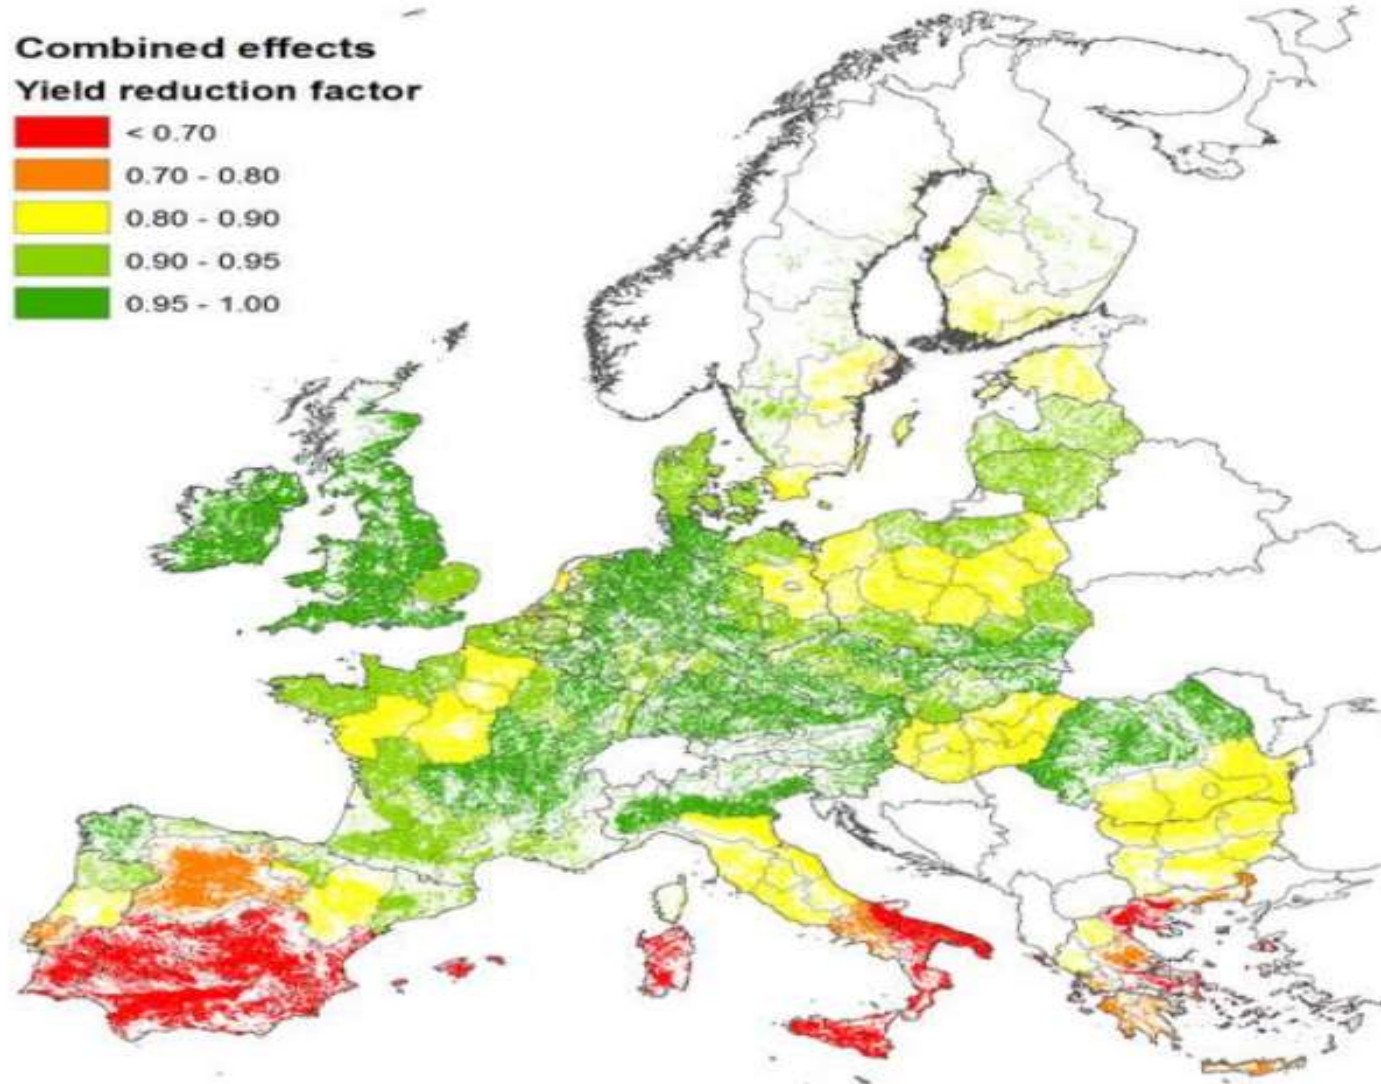 Combined effects
Yield reduction factor
< 0.70
0.70 - 0.80
0.80 - 0.90
0.90 - 0.95
0.95 - 1.00